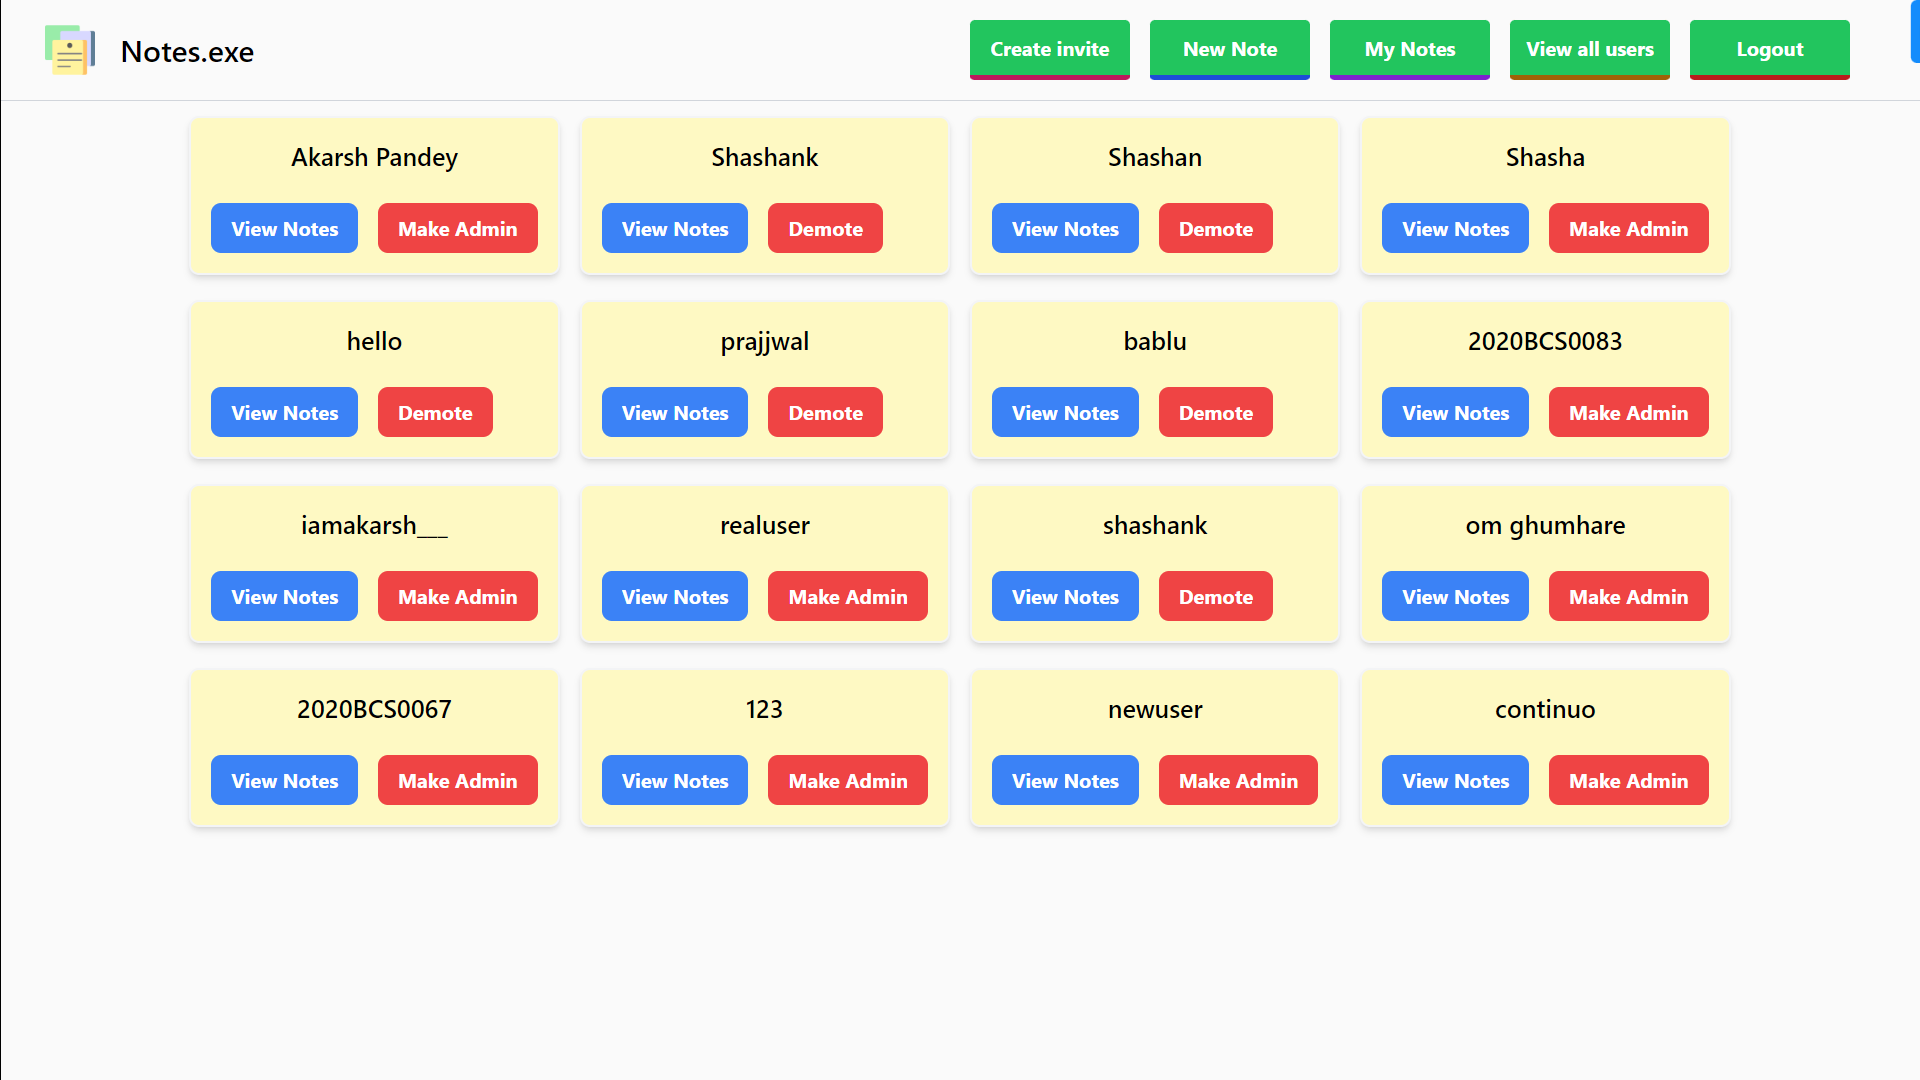 Notes.exe
Create invite
New Note
My Notes
View all users
Logout
Akarsh Pandey
View Notes
Make Admin
Shashank
View Notes
Demote
Shashan
View Notes
Demote
Shasha
View Notes
Make Admin
hello
View Notes
Demote
prajjwal
View Notes
Demote
bablu
View Notes
Demote
2020BCS0083
View Notes
Make Admin
iamakarsh___
View Notes
Make Admin
realuser
View Notes
Make Admin
shashank
View Notes
Demote
om ghumhare
View Notes
Make Admin
2020BCS0067
View Notes
Make Admin
123
View Notes
Make Admin
newuser
View Notes
Make Admin
continuo
View Notes
Make Admin